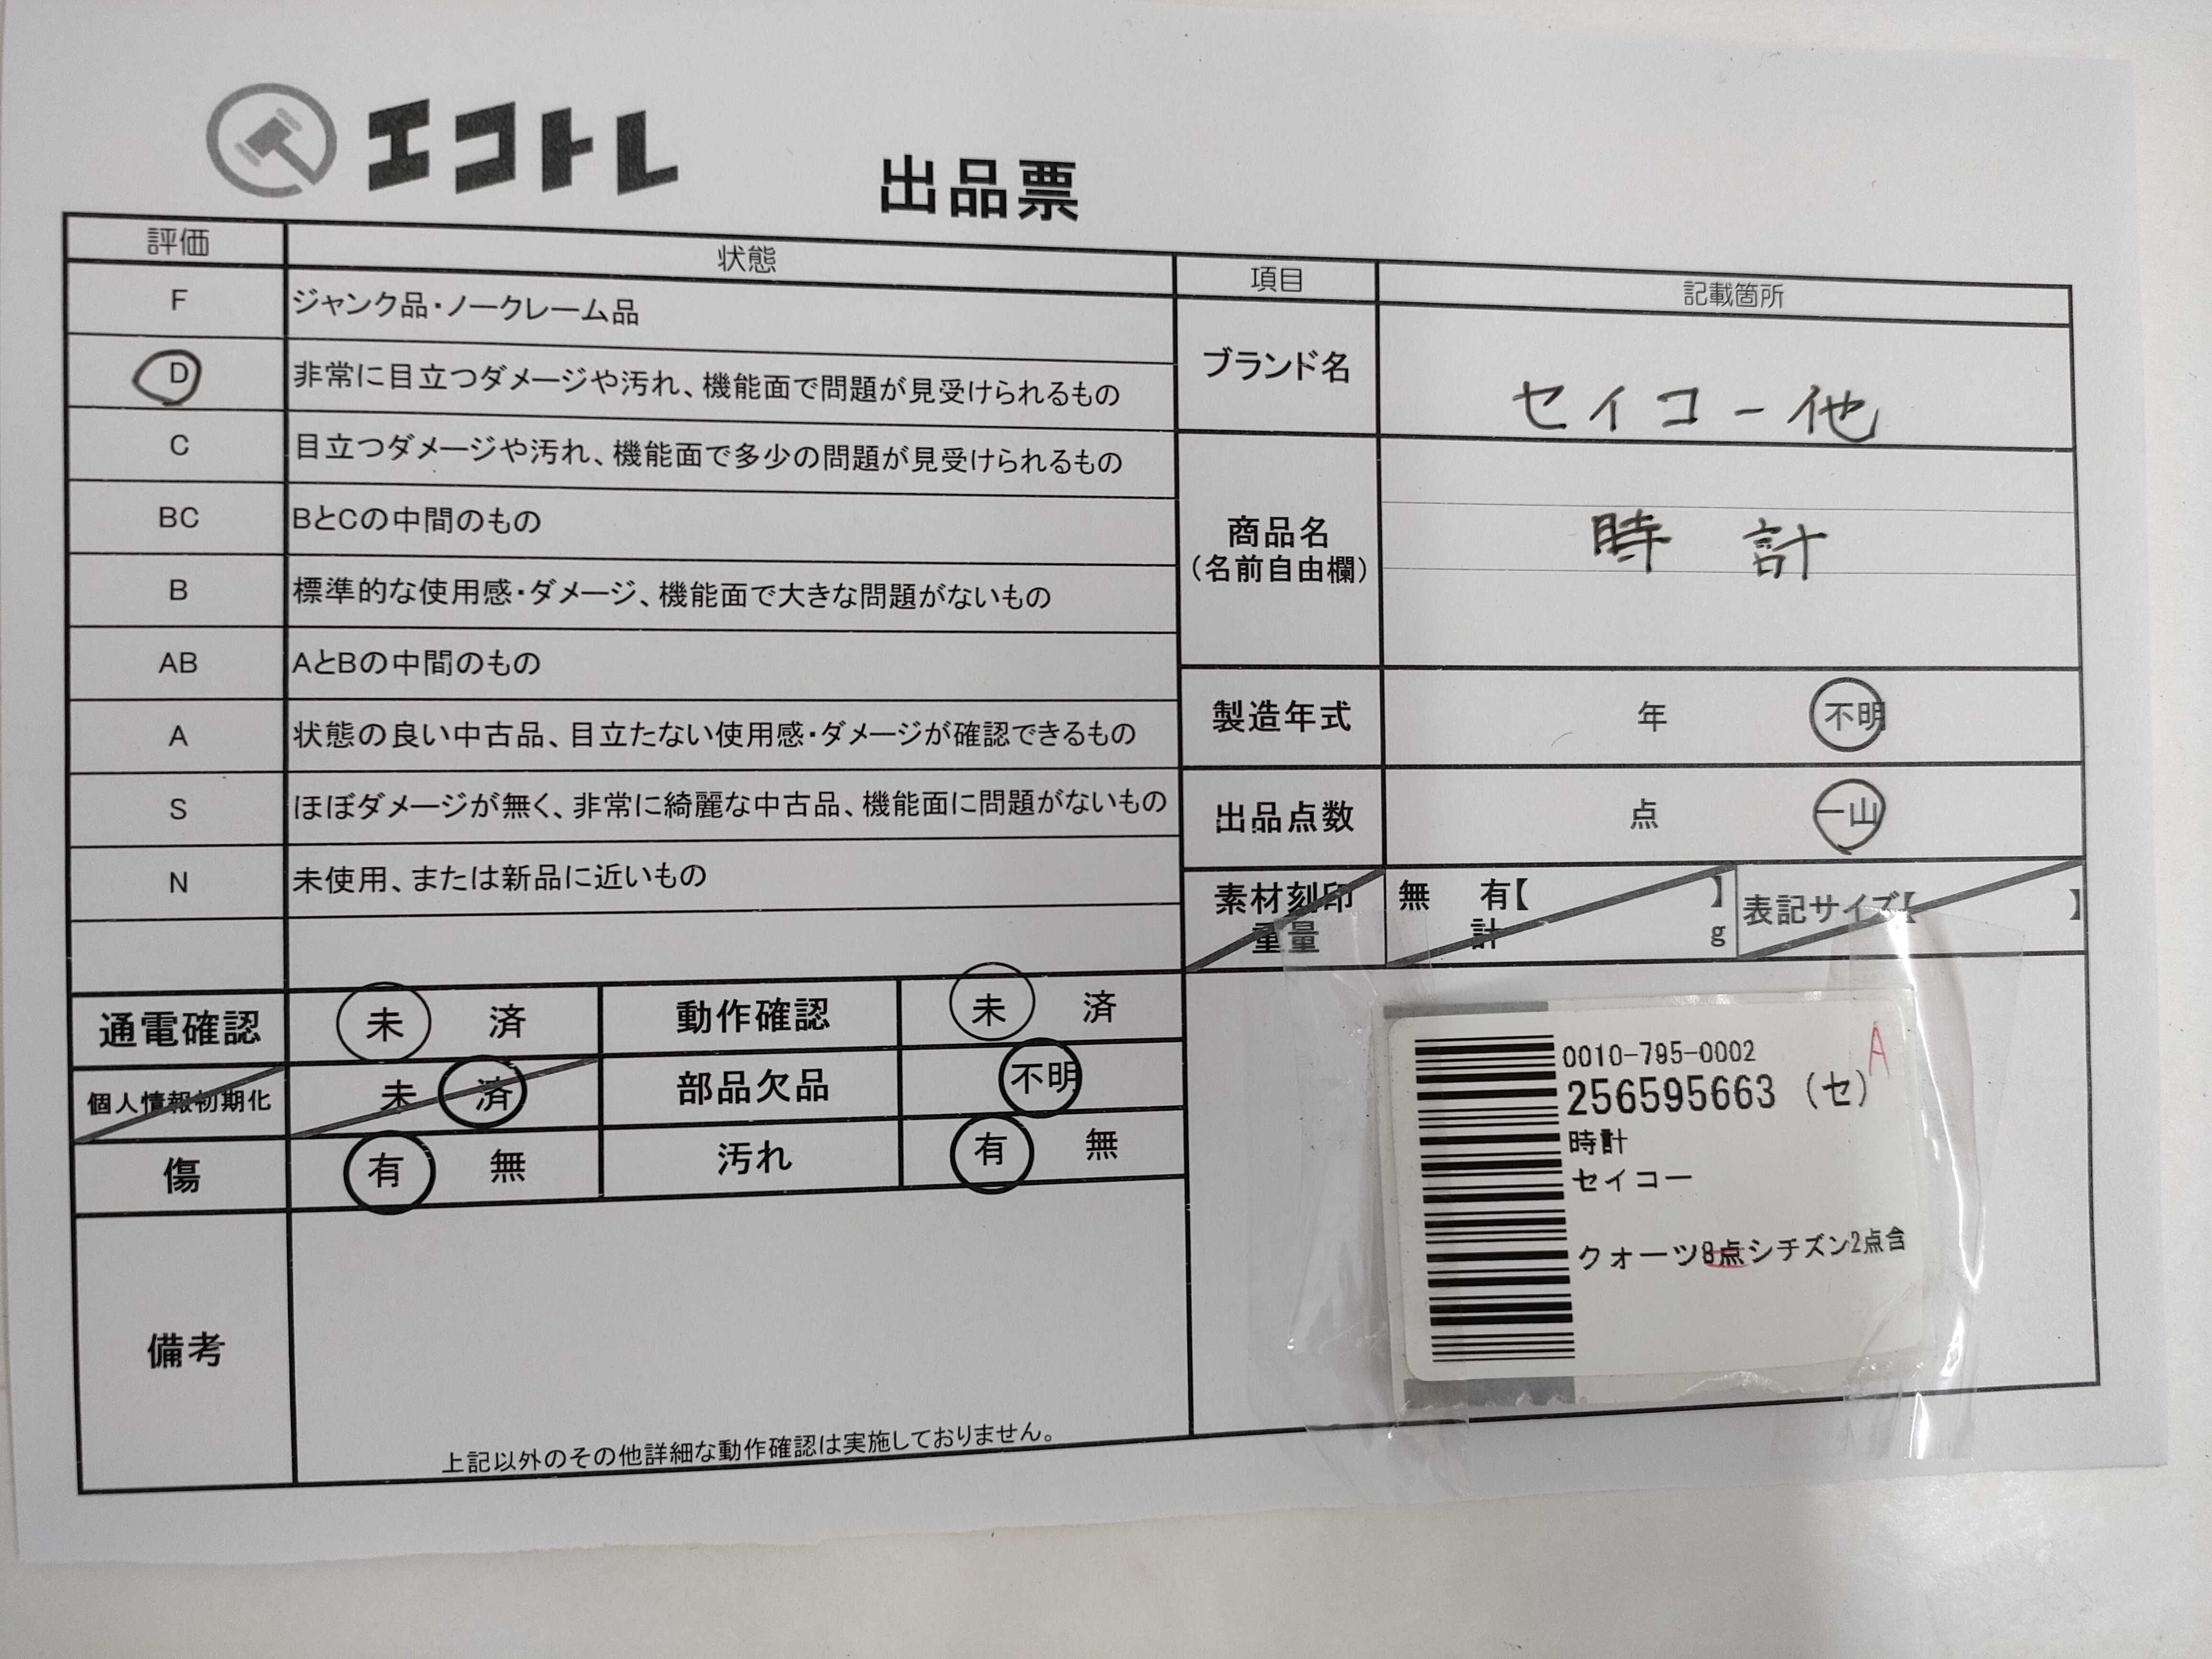 エコトレ
出品票
評価 状態
F ジャンク品・ノークレーム品
D 非常に目立つダメージや汚れ、機能面で問題が見受けられるもの
C 目立つダメージや汚れ、機能面で多少の問題が見受けられるもの
BC BとCの中間のもの
B 標準的な使用感・ダメージ、機能面で大きな問題がないもの
AB AとBの中間のもの
A 状態の良い中古品、目立たない使用感・ダメージが確認できるもの
S ほぼダメージが無く、非常に綺麗な中古品、機能面に問題がないもの
N 未使用、または新品に近いもの
通電確認 未 済 動作確認 未 済
個人情報初期化 未 済 部品欠品 不明
傷 有 無 汚れ 有 無
備考
上記以外のその他詳細な動作確認は実施しておりません。
項目 記載箇所
ブランド名 セイコー他
商品名
(名前自由欄)
時計
製造年式 年 不明
出品点数 点 一山
素材刻印 無 有【 】 表記サイズ【 】
重量 計 g
A
0010-795-0002
256595663 (セ)
時計
セイコー
クォーツ8点シチズン2点含